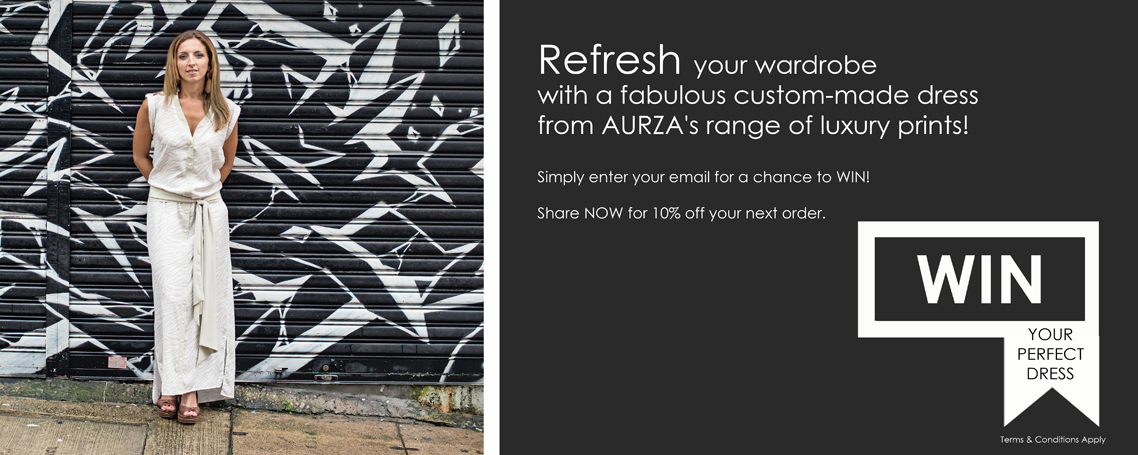 Refresh your wardrobe
with a fabulous custom-made dress
from AURZA's range of luxury prints!
Simply enter your email for a chance to WIN!
Share NOW for 10% off your next order.
WIN
YOUR
PERFECT
DRESS
Terms & Conditions Apply